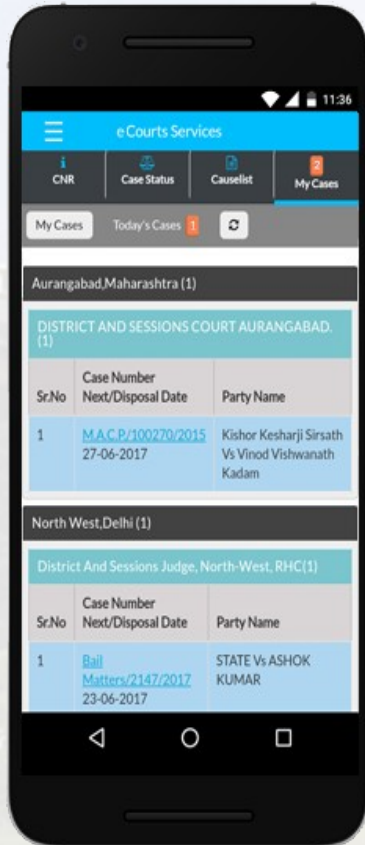 11:36
e Courts Services
CNR
Case Status
Causelist
2
My Cases
My Cases
Today's Cases 1
Aurangabad,Maharashtra (1)
DISTRICT AND SESSIONS COURT AURANGABAD.
(1)
Sr.No
Case Number
Next/Disposal Date
Party Name
1
M.A.C.P./100270/2015
27-06-2017
Kishor Kesharji Sirsath
Vs Vinod Vishwanath
Kadam
North West,Delhi (1)
District And Sessions Judge, North-West, RHC(1)
Sr.No
Case Number
Next/Disposal Date
Party Name
1
Bail
Matters/2147/2017
23-06-2017
STATE Vs ASHOK
KUMAR